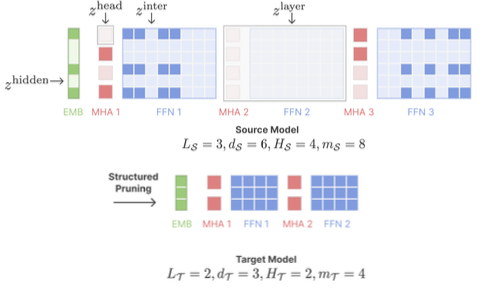 z^head z^inter z^layer
z^hidden
EMB MHA 1 FFN 1 MHA 2 FFN 2 MHA 3 FFN 3
Source Model
L_S = 3, d_S = 6, H_S = 4, m_S = 8
Structured
Pruning
EMB MHA 1 FFN 1 MHA 2 FFN 2
Target Model
L_T = 2, d_T = 3, H_T = 2, m_T = 4